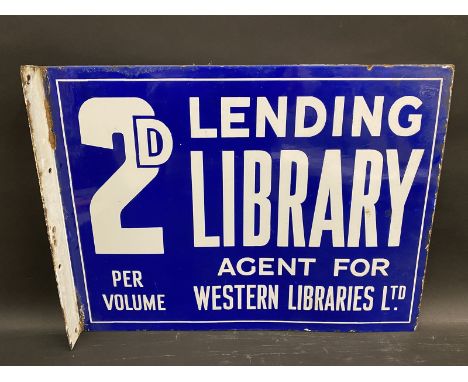 2D
PER
VOLUME
LENDING
LIBRARY
AGENT FOR
WESTERN LIBRARIES LTD